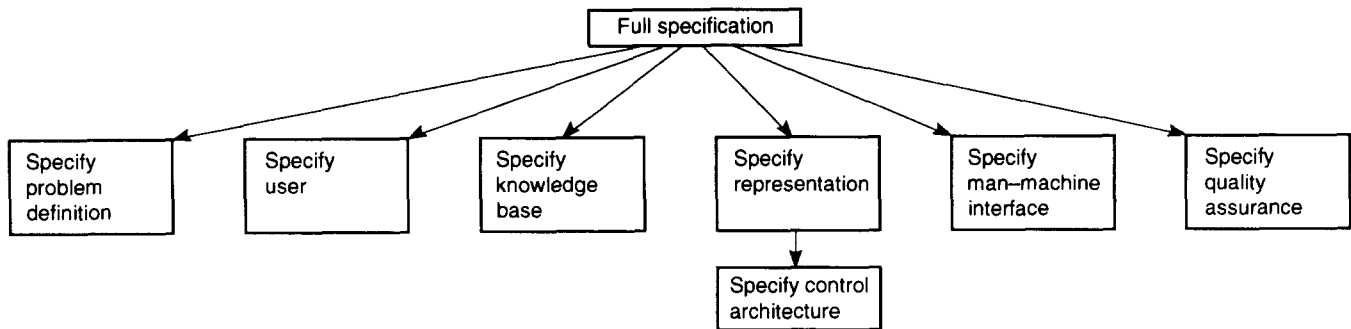 Full specification
Specify
problem
definition
Specify
user
Specify
knowledge
base
Specify
representation
Specify
man–machine
interface
Specify
quality
assurance
Specify control
architecture